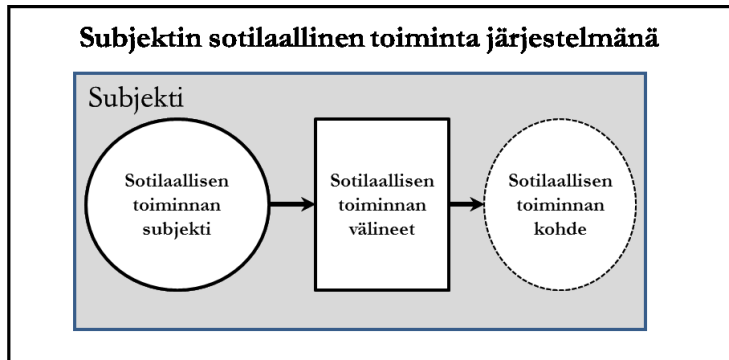 Subjektin sotilaallinen toiminta järjestelmänä
Subjekti
Sotilaallisen
toiminnan
subjekti
Sotilaallisen
toiminnan
välineet
Sotilaallisen
toiminnan
kohde